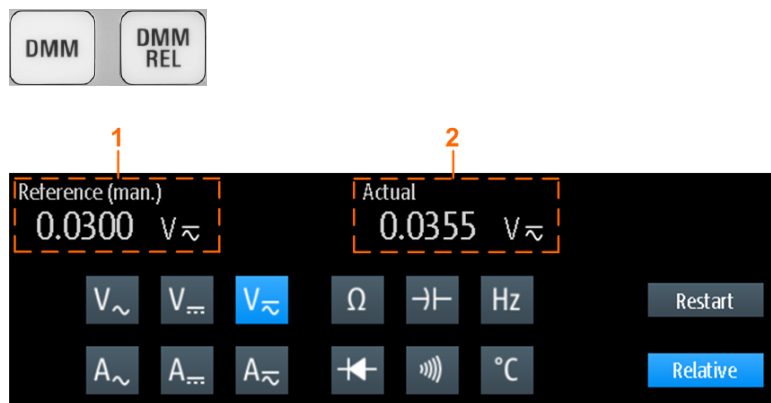 DMM
DMM
REL
1
2
Reference (man.)
Actual
0.0300 V⏦
0.0355 V⏦
V∿
V⎓
V⏦
Ω
Hz
Restart
A∿
A⎓
A⏦
°C
Relative